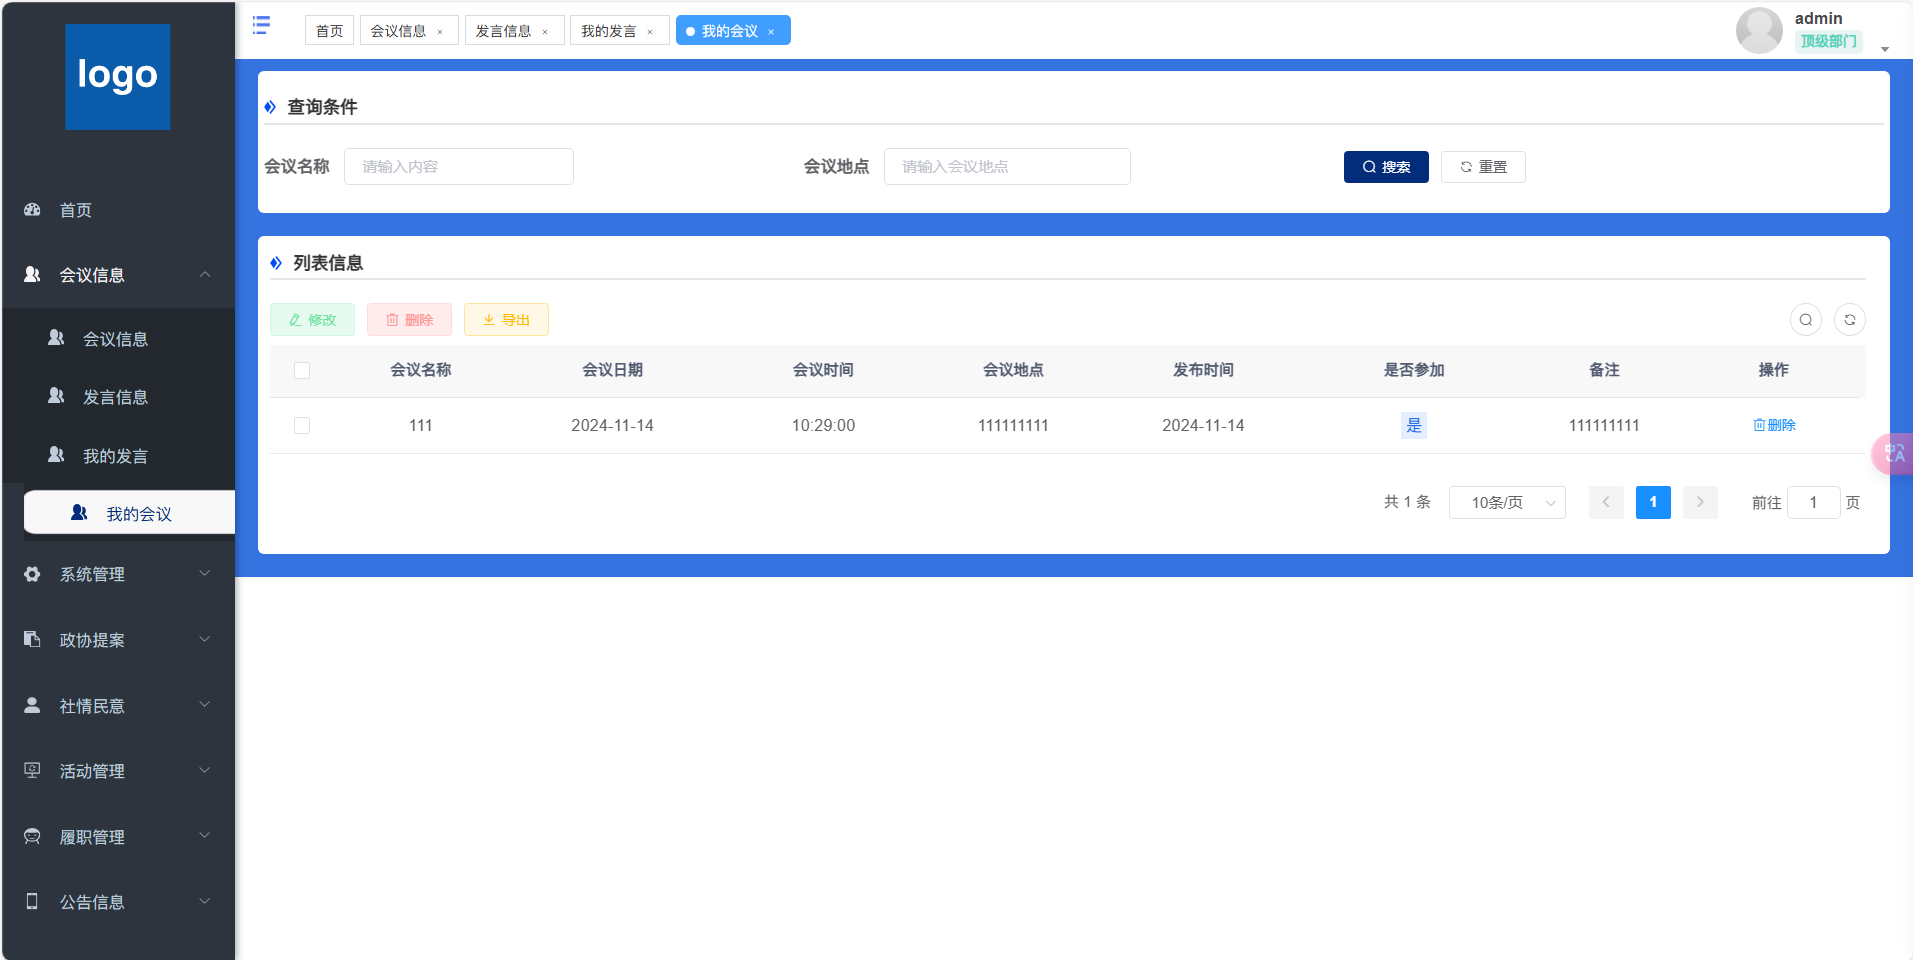 logo
首页
会议信息
会议信息
发言信息
我的发言
我的会议
系统管理
政协提案
社情民意
活动管理
履职管理
公告信息
首页 会议信息 × 发言信息 × 我的发言 × 我的会议 ×
admin
顶级部门
查询条件
会议名称 请输入内容 会议地点 请输入会议地点 搜索 重置
列表信息
修改 删除 导出
会议名称 会议日期 会议时间 会议地点 发布时间 是否参加 备注 操作
111 2024-11-14 10:29:00 111111111 2024-11-14 是 111111111 删除
共 1 条 10条/页 1 前往 1 页
中A